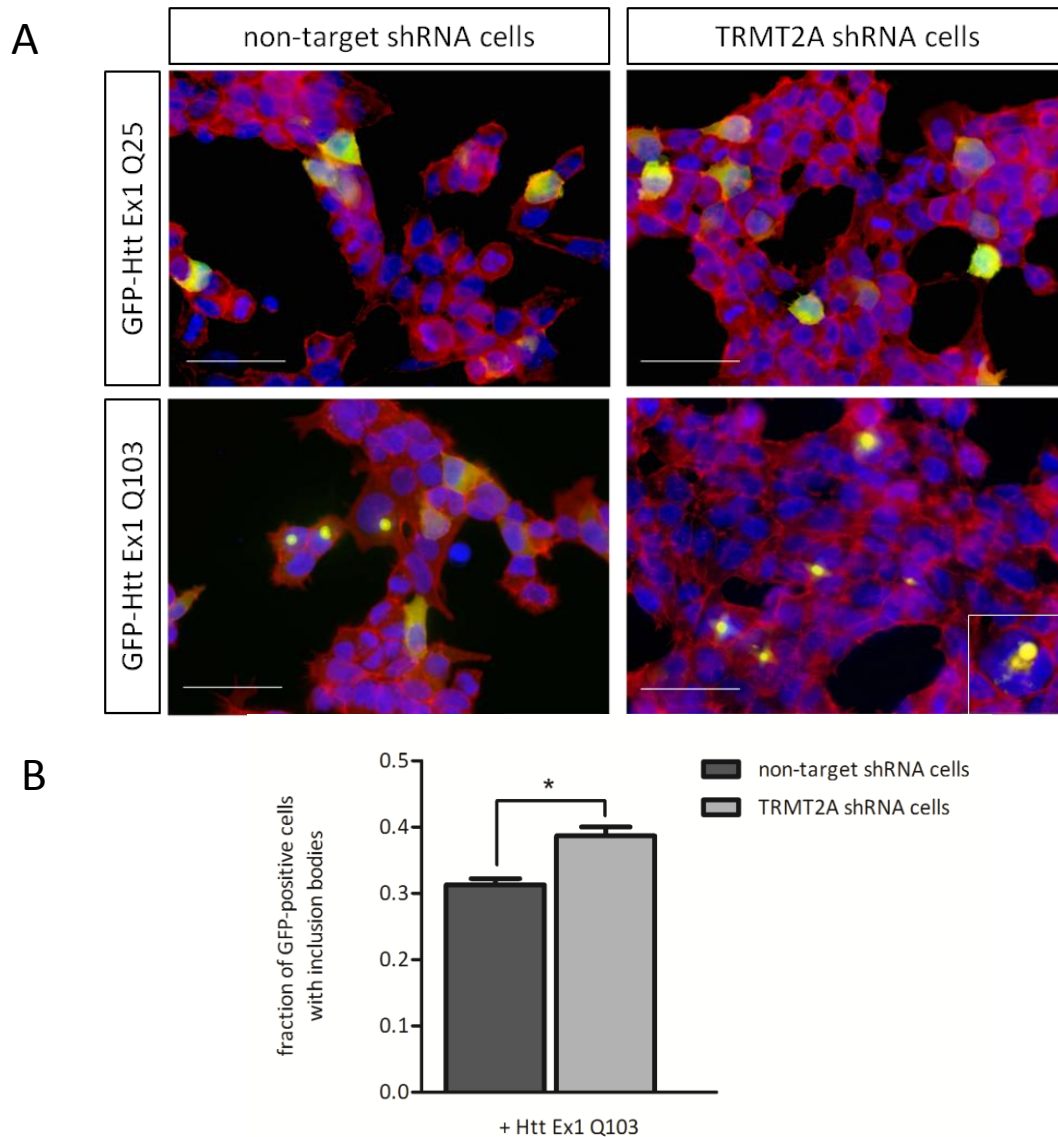 A
non-target shRNA cells
TRMT2A shRNA cells
GFP-Htt Ex1 Q25
GFP-Htt Ex1 Q103
B
0.5
0.4
0.3
0.2
0.1
0.0
fraction of GFP-positive cells
with inclusion bodies
*
non-target shRNA cells
TRMT2A shRNA cells
+ Htt Ex1 Q103